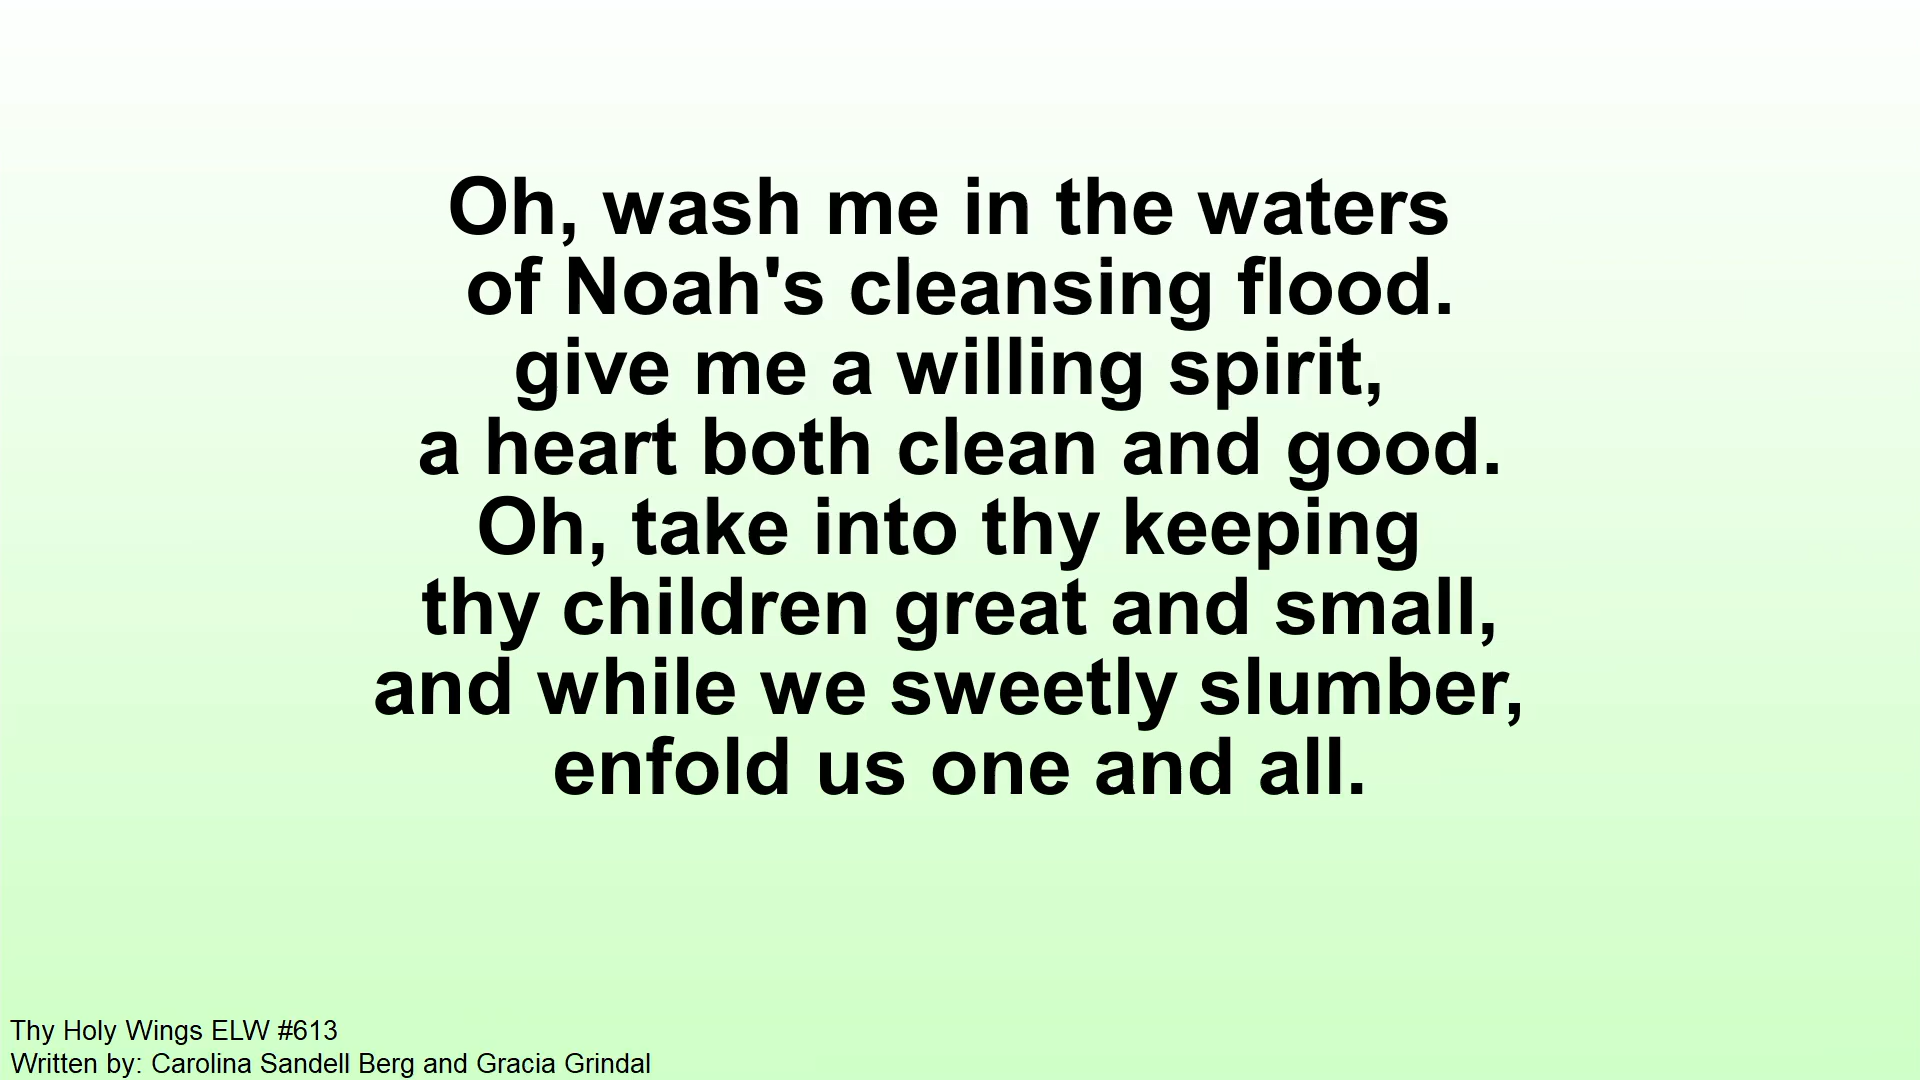 Oh, wash me in the waters
of Noah's cleansing flood.
give me a willing spirit,
a heart both clean and good.
Oh, take into thy keeping
thy children great and small,
and while we sweetly slumber,
enfold us one and all.
Thy Holy Wings ELW #613
Written by: Carolina Sandell Berg and Gracia Grindal